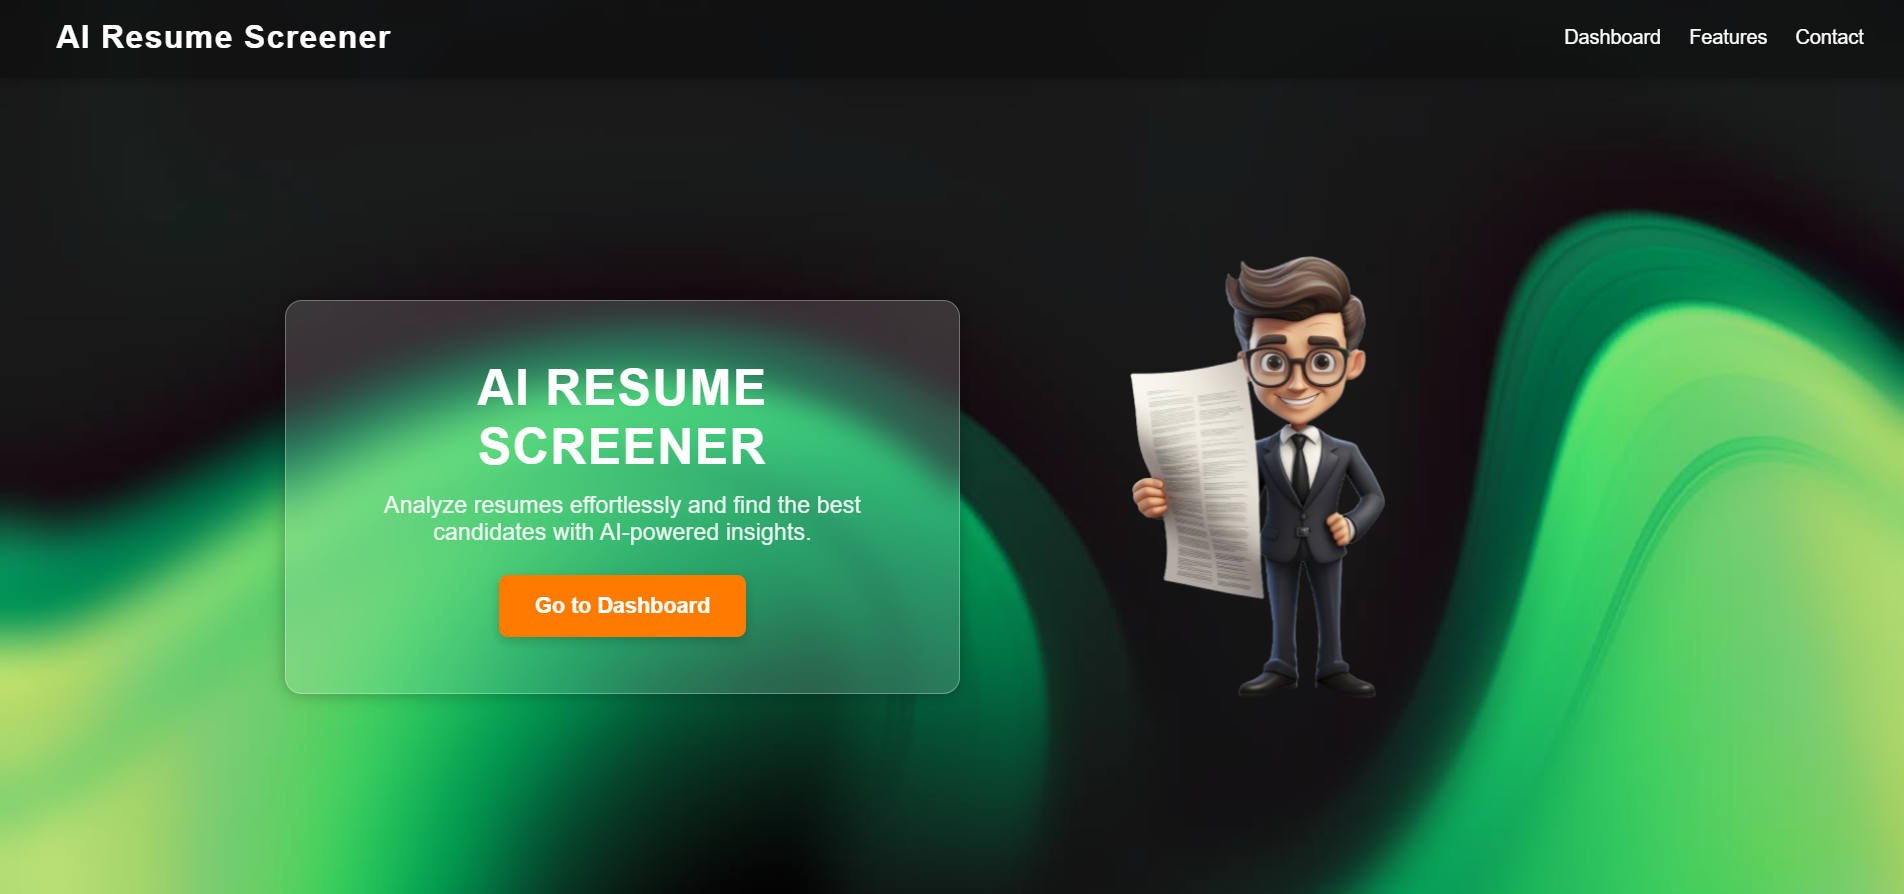 AI Resume Screener
Dashboard Features Contact
AI RESUME
SCREENER
Analyze resumes effortlessly and find the best
candidates with AI-powered insights.
Go to Dashboard